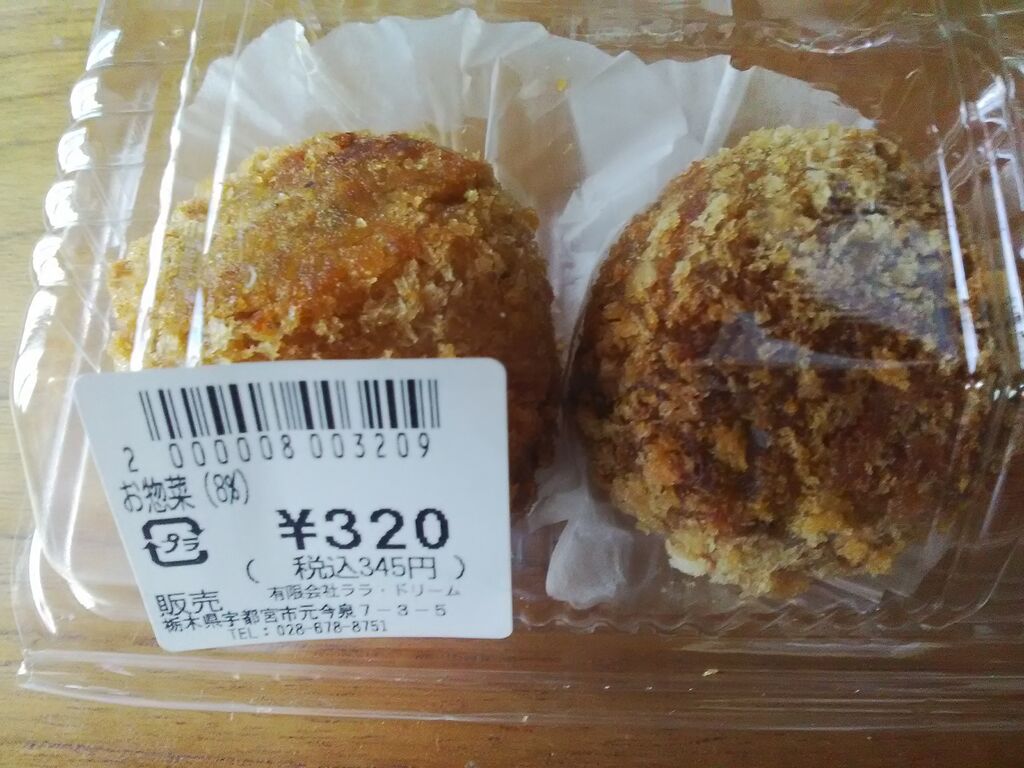 2 000008 003209
お惣菜 (8%)
プラ
¥320
( 税込345円 )
販売 有限会社ララ・ドリーム
栃木県宇都宮市元今泉7-3-5
TEL:028-678-8751